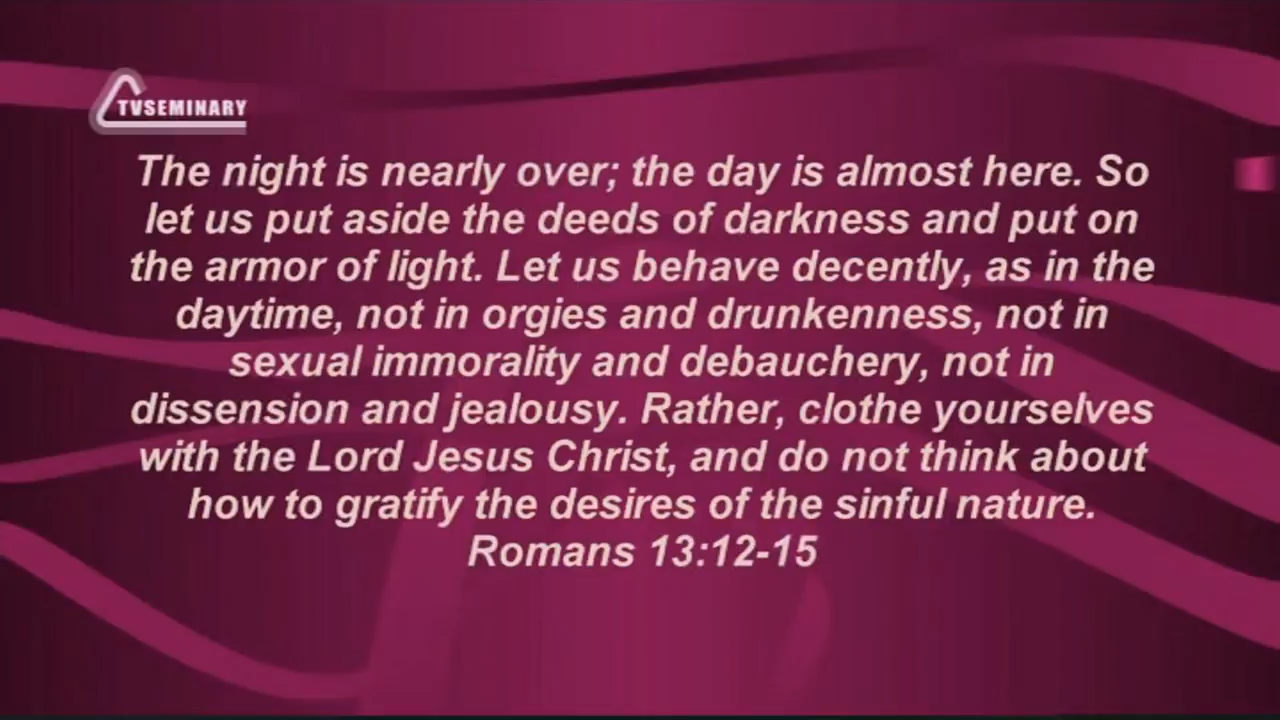 TVSEMINARY
The night is nearly over; the day is almost here. So
let us put aside the deeds of darkness and put on
the armor of light. Let us behave decently, as in the
daytime, not in orgies and drunkenness, not in
sexual immorality and debauchery, not in
dissension and jealousy. Rather, clothe yourselves
with the Lord Jesus Christ, and do not think about
how to gratify the desires of the sinful nature.
Romans 13:12-15